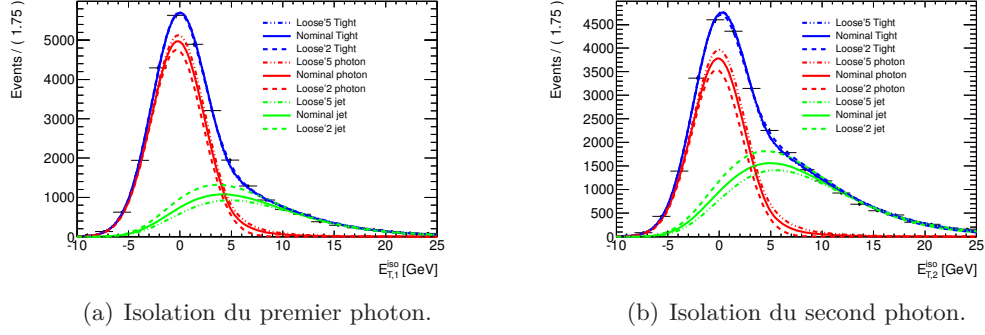 Events / ( 1.75)
6000
5000
4000
3000
2000
1000
0
-10 -5 0 5 10 15 20 25
E_{T,1}^{iso} [GeV]
Loose'5 Tight
Nominal Tight
Loose'2 Tight
Loose'5 photon
Nominal photon
Loose'2 photon
Loose'5 jet
Nominal jet
Loose'2 jet
(a) Isolation du premier photon.
Events / ( 1.75)
4500
4000
3500
3000
2500
2000
1500
1000
500
0
-10 -5 0 5 10 15 20 25
E_{T,2}^{iso} [GeV]
Loose'5 Tight
Nominal Tight
Loose'2 Tight
Loose'5 photon
Nominal photon
Loose'2 photon
Loose'5 jet
Nominal jet
Loose'2 jet
(b) Isolation du second photon.